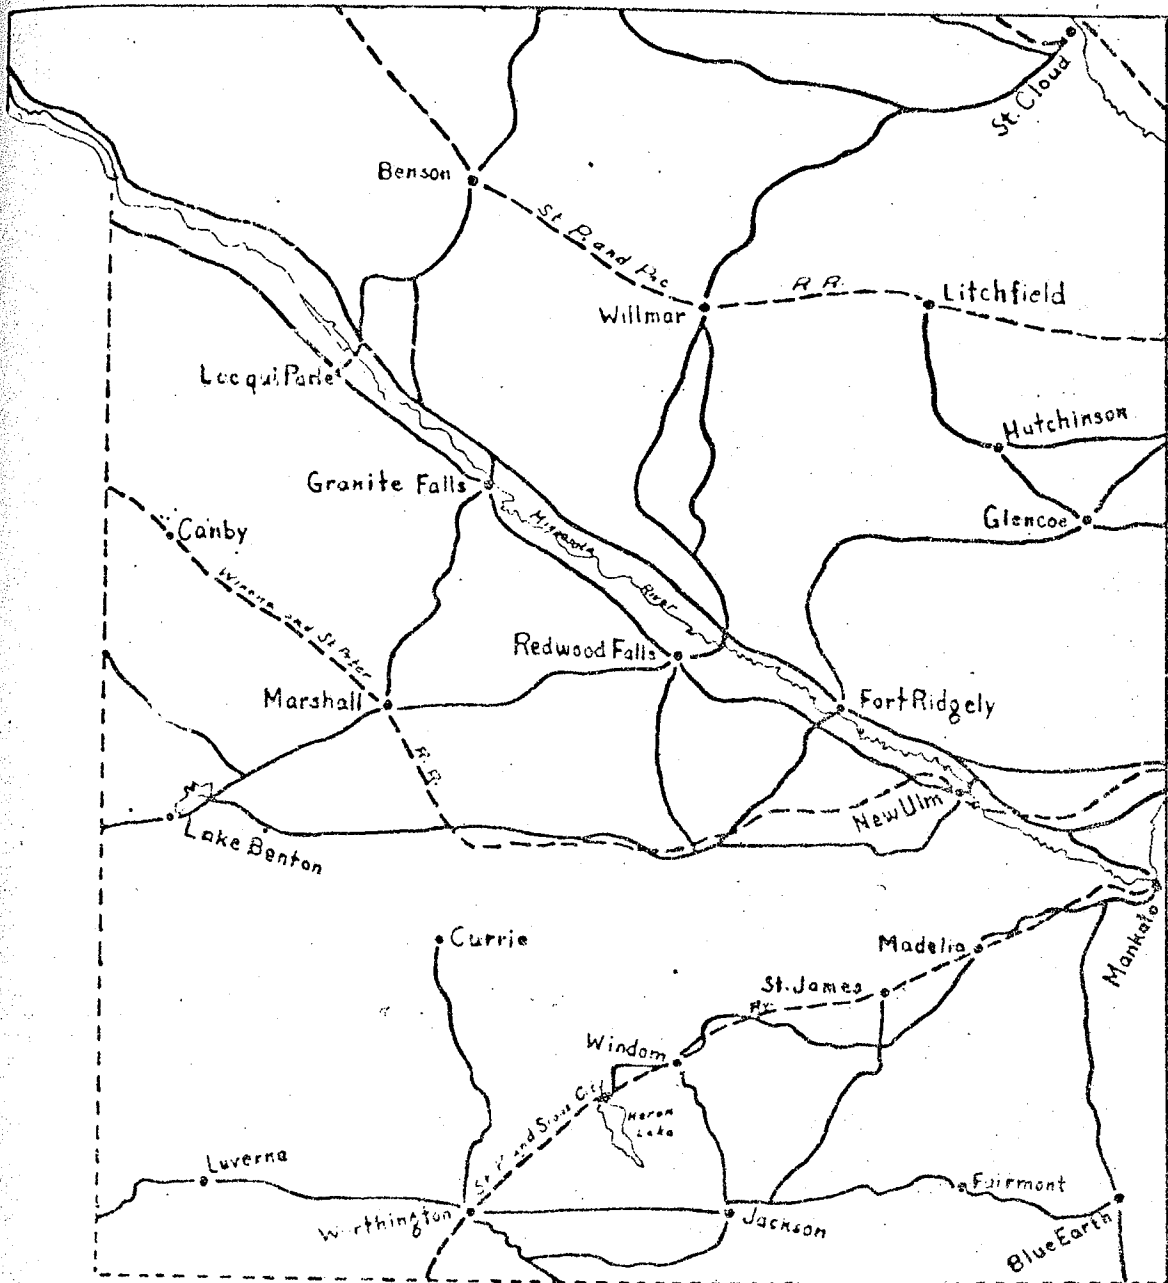 St. Cloud
Benson
St. P. and Pac
R R.
Litchfield
Willmar
Lac qui Parle
Hutchinson
Granite Falls
Glencoe
Canby
Minnesota
River
Winona and St Peter
Redwood Falls
Marshall
Fort Ridgely
R. R.
New Ulm
Lake Benton
Currie
Madelia
Mankato
St. James
Ry.
Windom
St. P. and Sioux City
Heron
Lake
Luverne
Fairmont
Worthington
Jackson
Blue Earth